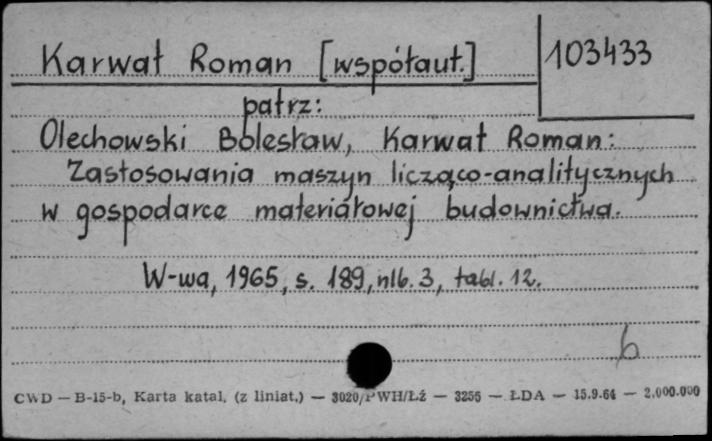 Karwat Roman [współaut.]
103433
patrz:
Olechowski Bolesław, Karwat Roman:
Zastosowania maszyn licząco-analitycznych
w gospodarce materiałowej budownictwa.
W-wa, 1965, s. 189, nlb. 3, tabl. 12.
b
CWD — B-15-b, Karta katal. (z liniat.) — 3020/PWH/Łź — 3256 — ŁDA — 15.9.64 — 2.000.000